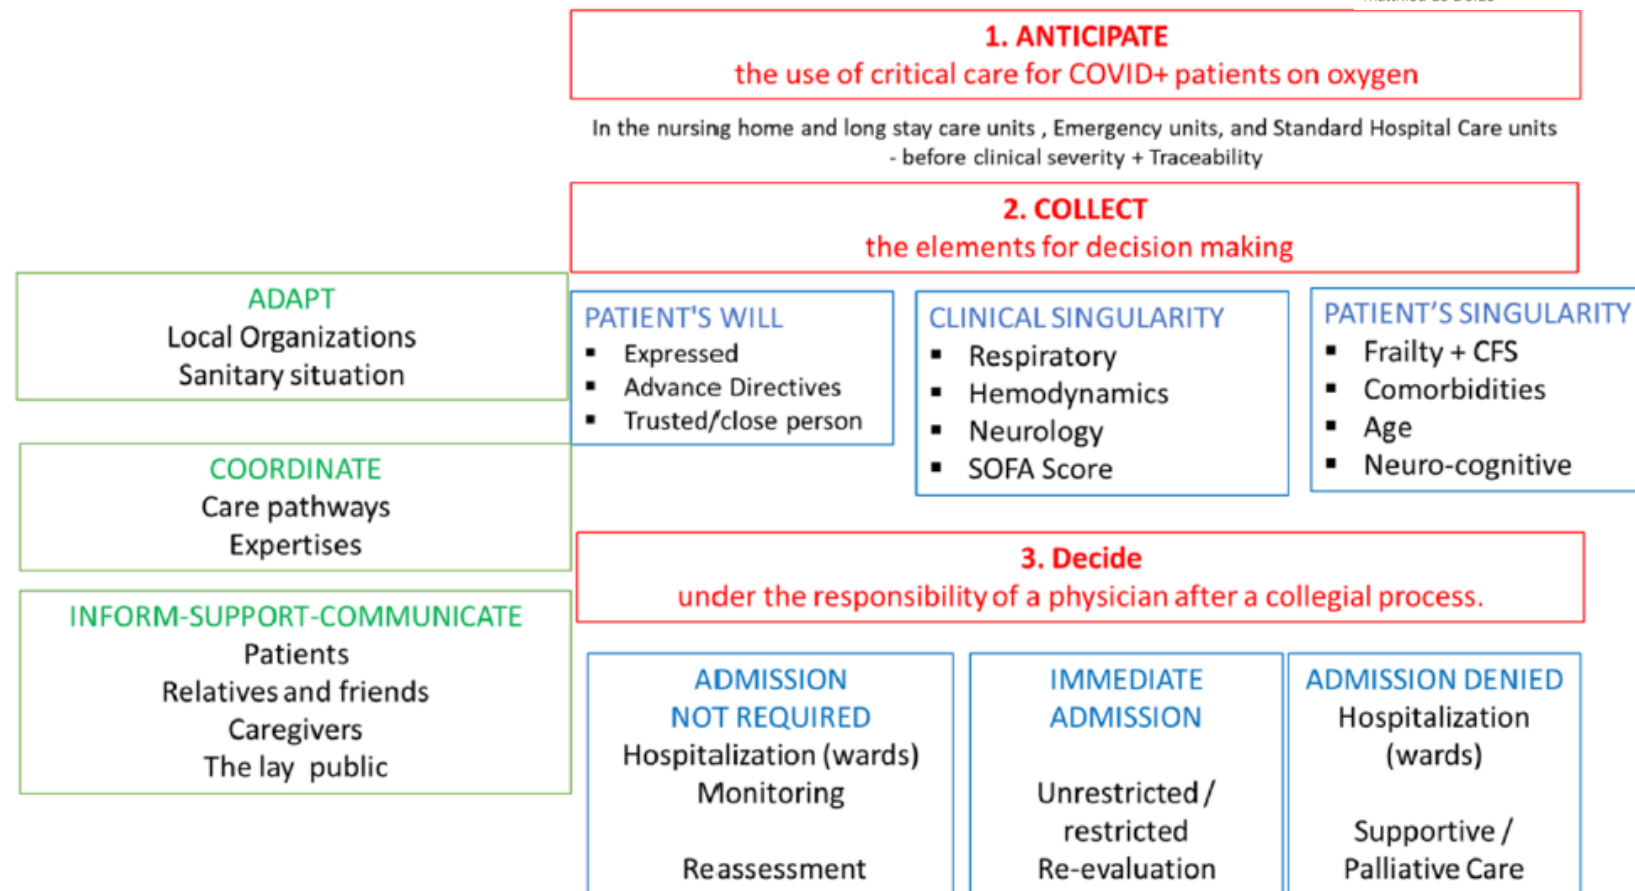 1. ANTICIPATE
the use of critical care for COVID+ patients on oxygen
In the nursing home and long stay care units , Emergency units, and Standard Hospital Care units
- before clinical severity + Traceability
2. COLLECT
the elements for decision making
ADAPT
Local Organizations
Sanitary situation
COORDINATE
Care pathways
Expertises
INFORM-SUPPORT-COMMUNICATE
Patients
Relatives and friends
Caregivers
The lay public
PATIENT'S WILL
▪ Expressed
▪ Advance Directives
▪ Trusted/close person
CLINICAL SINGULARITY
▪ Respiratory
▪ Hemodynamics
▪ Neurology
▪ SOFA Score
PATIENT’S SINGULARITY
▪ Frailty + CFS
▪ Comorbidities
▪ Age
▪ Neuro-cognitive
3. Decide
under the responsibility of a physician after a collegial process.
ADMISSION
NOT REQUIRED
Hospitalization (wards)
Monitoring
Reassessment
IMMEDIATE
ADMISSION
Unrestricted /
restricted
Re-evaluation
ADMISSION DENIED
Hospitalization
(wards)
Supportive /
Palliative Care